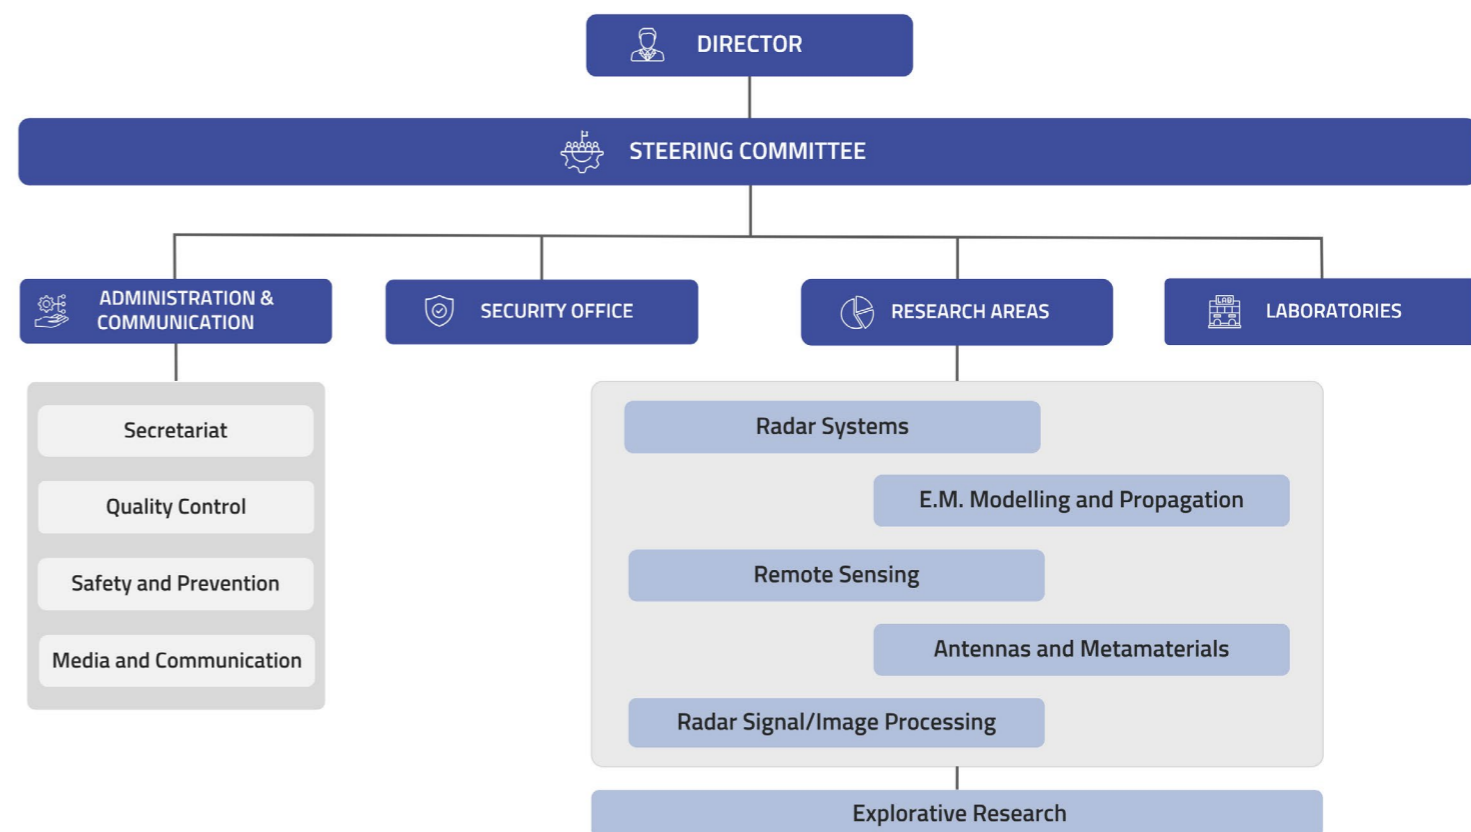 DIRECTOR
STEERING COMMITTEE
ADMINISTRATION &
COMMUNICATION
SECURITY OFFICE
RESEARCH AREAS
LAB
LABORATORIES
Secretariat
Quality Control
Safety and Prevention
Media and Communication
Radar Systems
E.M. Modelling and Propagation
Remote Sensing
Antennas and Metamaterials
Radar Signal/Image Processing
Explorative Research